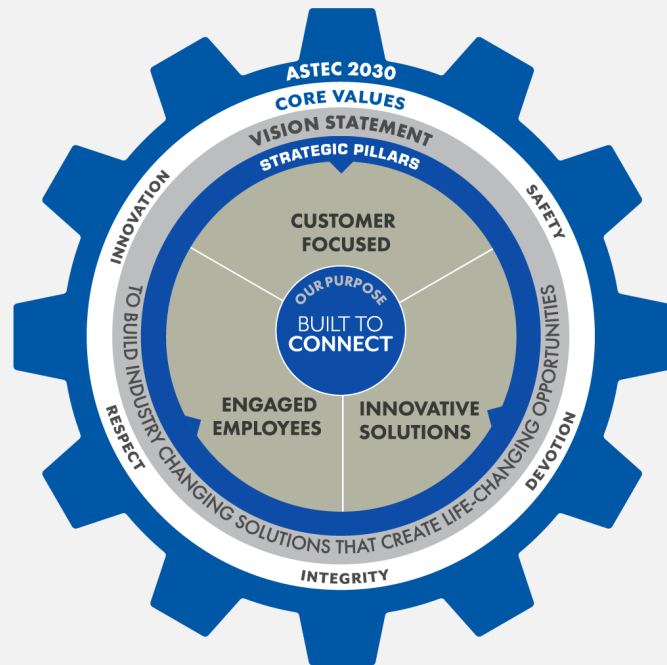 ASTEC 2030
CORE VALUES
VISION STATEMENT
STRATEGIC PILLARS
CUSTOMER
FOCUSED
OUR PURPOSE
BUILT TO
CONNECT
ENGAGED
EMPLOYEES
INNOVATIVE
SOLUTIONS
TO BUILD INDUSTRY CHANGING SOLUTIONS THAT CREATE LIFE-CHANGING OPPORTUNITIES
INNOVATION
SAFETY
RESPECT
DEVOTION
INTEGRITY